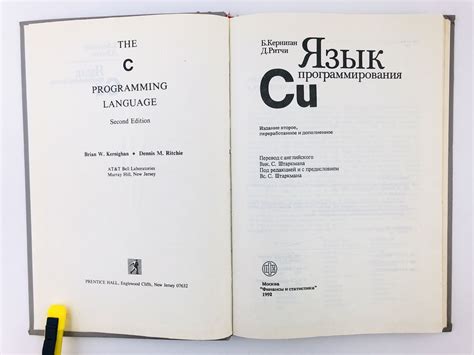 THE
C
PROGRAMMING
LANGUAGE
Second Edition
Brian W. Kernighan • Dennis M. Ritchie
AT&T Bell Laboratories
Murray Hill, New Jersey
PRENTICE HALL, Englewood Cliffs, New Jersey 07632
Б.Керниган
Д.Ритчи
Язык
программирования
Си
Издание второе,
переработанное и дополненное
Перевод с английского
Вик. С. Штаркмана
Под редакцией и с предисловием
Вс. С. Штаркмана
Москва
"Финансы и статистика"
1992